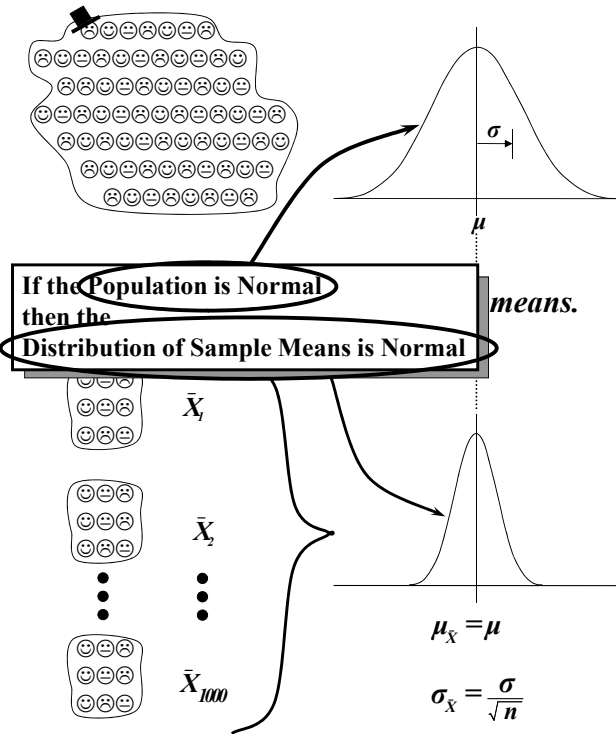 σ
μ
If the Population is Normal
then the
Distribution of Sample Means is Normal
means.
X̄₁
X̄₂
X̄₁₀₀₀
μ_X̄ = μ
σ_X̄ = σ/√n